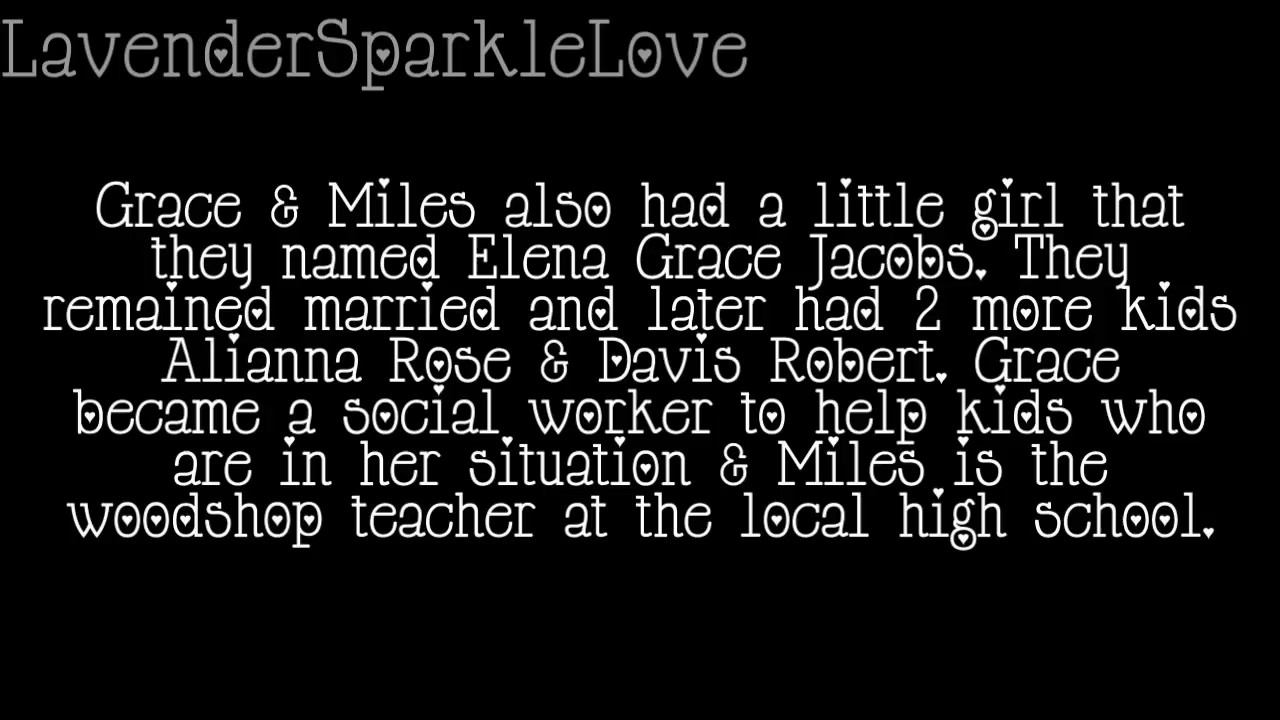 LavenderSparkleLove
Grace & Miles also had a little girl that
they named Elena Grace Jacobs. They
remained married and later had 2 more kids
Alianna Rose & Davis Robert. Grace
became a social worker to help kids who
are in her situation & Miles is the
woodshop teacher at the local high school.